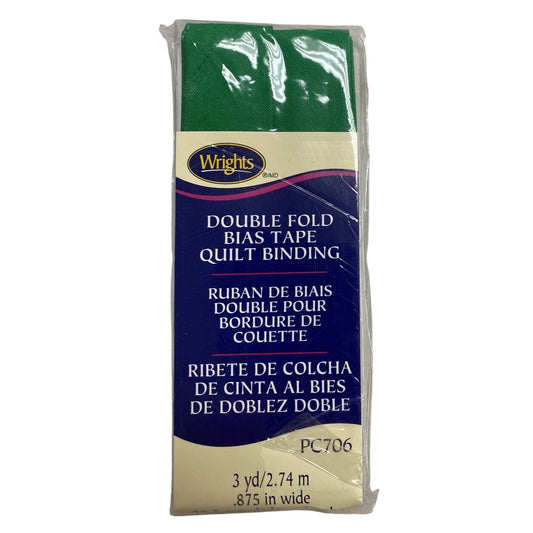 Wrights
®/MD
DOUBLE FOLD
BIAS TAPE
QUILT BINDING
RUBAN DE BIAIS
DOUBLE POUR
BORDURE DE
COUETTE
RIBETE DE COLCHA
DE CINTA AL BIES
DE DOBLEZ DOBLE
PC706
3 yd/2.74 m
.875 in wide